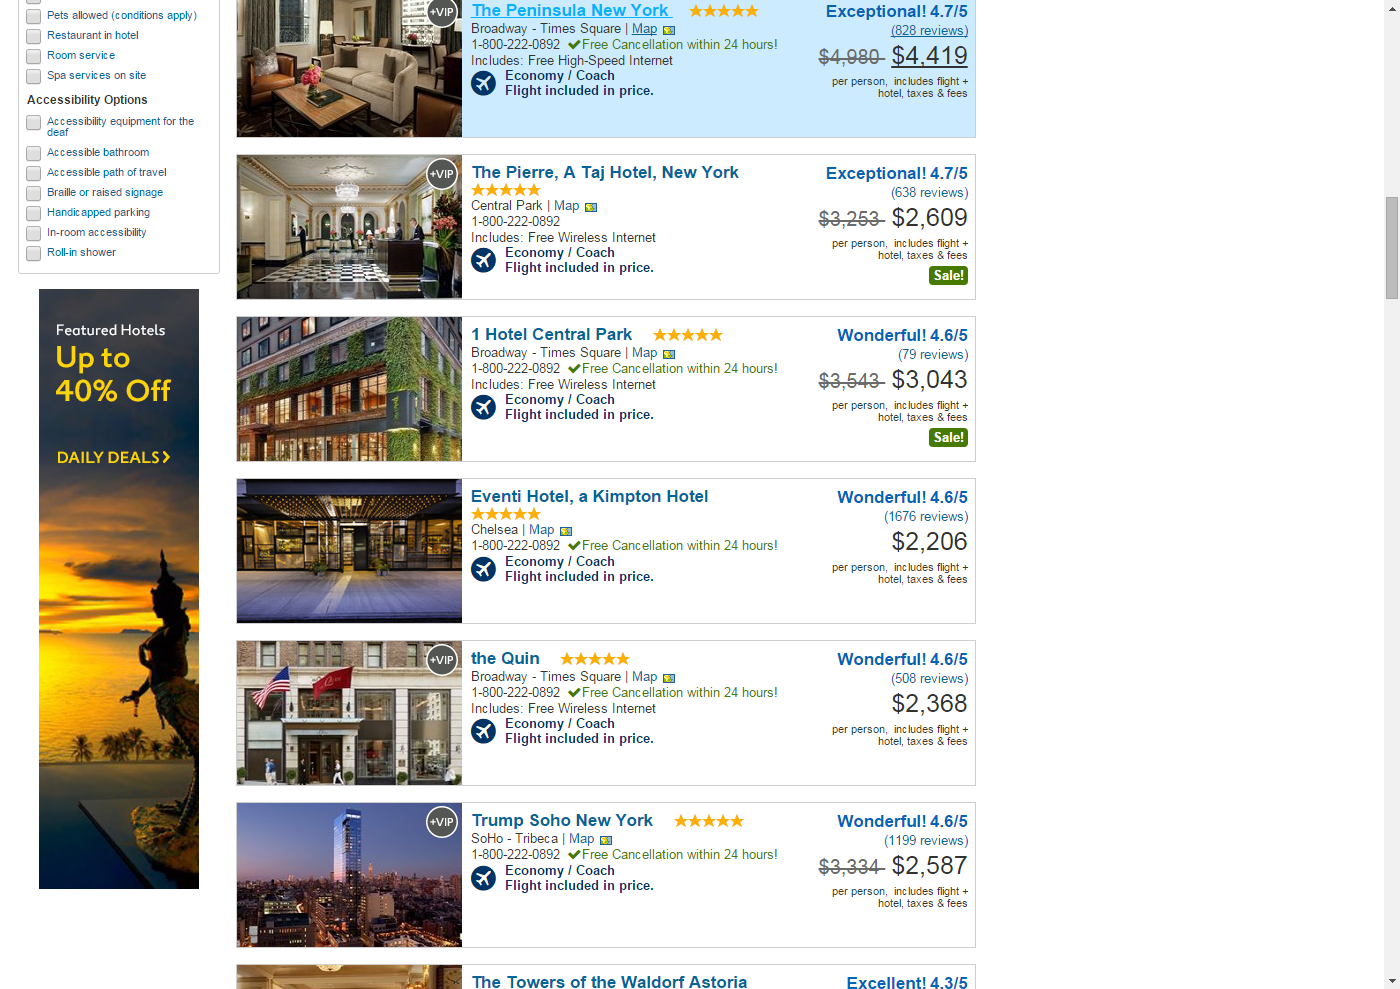 Pets allowed (conditions apply)
Restaurant in hotel
Room service
Spa services on site
Accessibility Options
Accessibility equipment for the
deaf
Accessible bathroom
Accessible path of travel
Braille or raised signage
Handicapped parking
In-room accessibility
Roll-in shower
Featured Hotels
Up to
40% Off
DAILY DEALS
+VIP
The Peninsula New York
Broadway - Times Square | Map
1-800-222-0892 Free Cancellation within 24 hours!
Includes: Free High-Speed Internet
Economy / Coach
Flight included in price.
Exceptional! 4.7/5
(828 reviews)
$4,980 $4,419
per person, includes flight +
hotel, taxes & fees
+VIP
The Pierre, A Taj Hotel, New York
Central Park | Map
1-800-222-0892
Includes: Free Wireless Internet
Economy / Coach
Flight included in price.
Exceptional! 4.7/5
(638 reviews)
$3,253 $2,609
per person, includes flight +
hotel, taxes & fees
Sale!
1 Hotel Central Park
Broadway - Times Square | Map
1-800-222-0892 Free Cancellation within 24 hours!
Includes: Free Wireless Internet
Economy / Coach
Flight included in price.
Wonderful! 4.6/5
(79 reviews)
$3,543 $3,043
per person, includes flight +
hotel, taxes & fees
Sale!
Eventi Hotel, a Kimpton Hotel
Chelsea | Map
1-800-222-0892 Free Cancellation within 24 hours!
Economy / Coach
Flight included in price.
Wonderful! 4.6/5
(1676 reviews)
$2,206
per person, includes flight +
hotel, taxes & fees
+VIP
the Quin
Broadway - Times Square | Map
1-800-222-0892 Free Cancellation within 24 hours!
Includes: Free Wireless Internet
Economy / Coach
Flight included in price.
Wonderful! 4.6/5
(508 reviews)
$2,368
per person, includes flight +
hotel, taxes & fees
+VIP
Trump Soho New York
SoHo - Tribeca | Map
1-800-222-0892 Free Cancellation within 24 hours!
Economy / Coach
Flight included in price.
Wonderful! 4.6/5
(1199 reviews)
$3,334 $2,587
per person, includes flight +
hotel, taxes & fees
The Towers of the Waldorf Astoria
Excellent! 4.3/5